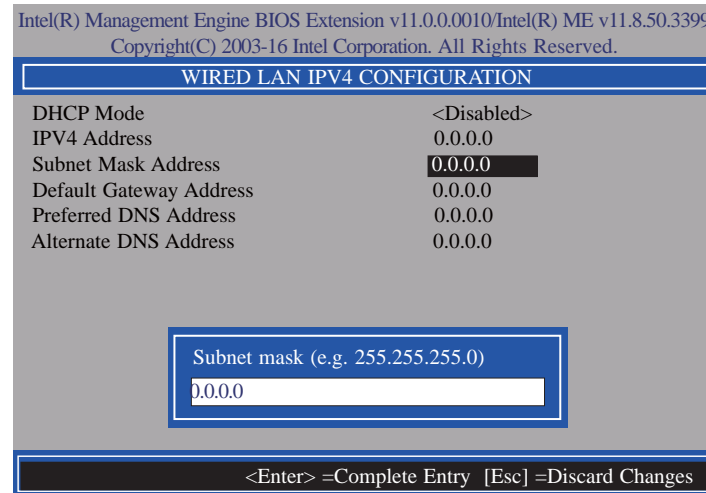 Intel(R) Management Engine BIOS Extension v11.0.0.0010/Intel(R) ME v11.8.50.3399
Copyright(C) 2003-16 Intel Corporation. All Rights Reserved.
WIRED LAN IPV4 CONFIGURATION
DHCP Mode <Disabled>
IPV4 Address 0.0.0.0
Subnet Mask Address 0.0.0.0
Default Gateway Address 0.0.0.0
Preferred DNS Address 0.0.0.0
Alternate DNS Address 0.0.0.0
Subnet mask (e.g. 255.255.255.0)
0.0.0.0
<Enter> =Complete Entry [Esc] =Discard Changes